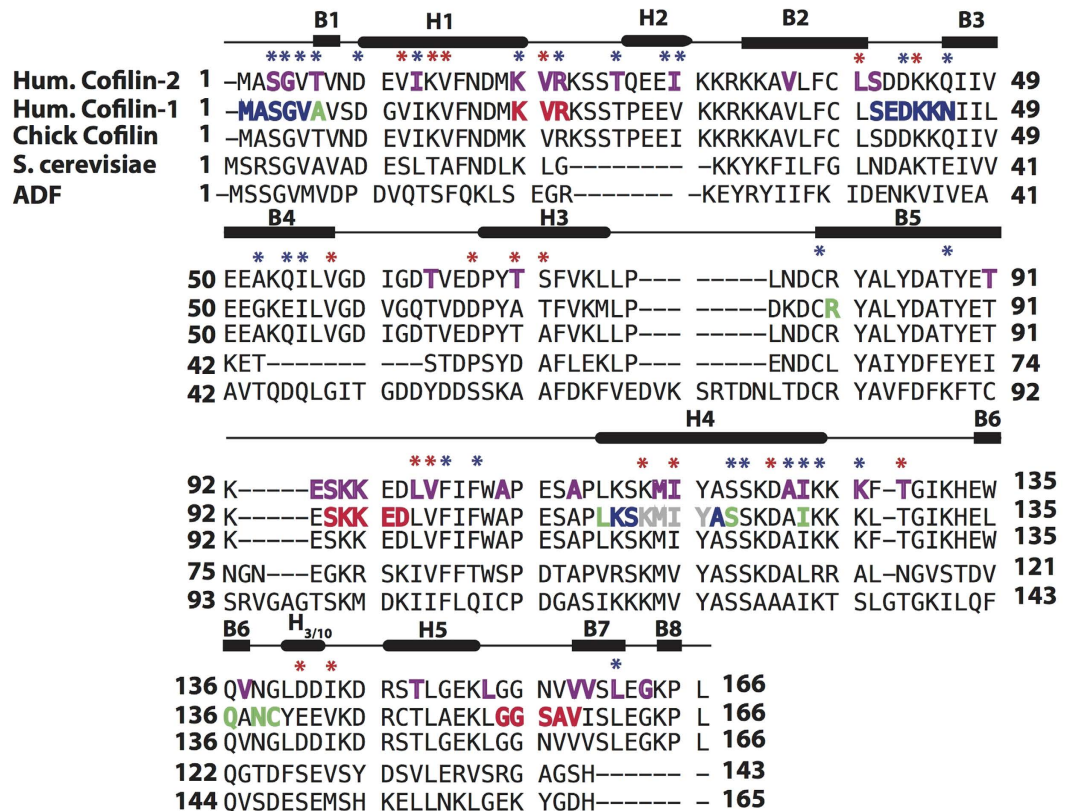 B1 H1 H2 B2 B3
* * * * * * * * * * * * * * * * * * * *
Hum. Cofilin-2 1 –MASGVTVND EVIKVFNDMK VRKSSTQEEI KKRKKAVLFC LSDDKKQIIV 49
Hum. Cofilin-1 1 –MASGVAVSD GVIKVFNDMK VRKSSTPEEV KKRKKAVLFC LSEDKKNIIL 49
Chick Cofilin 1 –MASGVTVND EVIKVFNDMK VRKSSTPEEI KKRKKAVLFC LSDDKKQIIV 49
S. cerevisiae 1 MSRSGVAVAD ESLTAFNDLK LG–––––––– –KKYKFILFG LNDAKTEIVV 41
ADF 1 –MSSGVMVDP DVQTSFQKLS EGR––––––– –KEYRYIIFK IDENKVIVEA 41
B4 H3 B5
* * * * * * * * *
50 EEAKQILVGD IGDTVEDPYT SFVKLLP––– –––––LNDCR YALYDATYET 91
50 EEGKEILVGD VGQTVDDPYA TFVKMLP––– –––––DKDCR YALYDATYET 91
50 EEAKQILVGD IGDTVEDPYT AFVKLLP––– –––––LNDCR YALYDATYET 91
42 KET––––––– –––STDPSYD AFLEKLP––– –––––ENDCL YAIYDFEYEI 74
42 AVTQDQLGIT GDDYDDSSKA AFDKFVEDVK SRTDNLTDCR YAVFDFKFTC 92
H4 B6
* * * * * * * * * * * * * *
92 K–––––ESKK EDLVFIFWAP ESAPLKSKMI YASSKDAIKK KF–TGIKHEW 135
92 K–––––ESKK EDLVFIFWAP ESAPLKSKMI YASSKDAIKK KL–TGIKHEL 135
92 K–––––ESKK EDLVFIFWAP ESAPLKSKMI YASSKDAIKK KF–TGIKHEW 135
75 NGN–––EGKR SKIVFFTWSP DTAPVRSKMV YASSKDALRR AL–NGVSTDV 121
93 SRVGAGTSKM DKIIFLQICP DGASIKKKMV YASSAAAIKT SLGTGKILQF 143
B6 H3/10 H5 B7 B8
* * *
136 QVNGLDDIKD RSTLGEKLGG NVVVSLEGKP L 166
136 QANCYEEVKD RCTLAEKLGG SAVISLEGKP L 166
136 QVNGLDDIKD RSTLGEKLGG NVVVSLEGKP L 166
122 QGTDFSEVSY DSVLERVSRG AGSH–––––– – 143
144 QVSDESEMSH KELLNKLGEK YGDH–––––– – 165